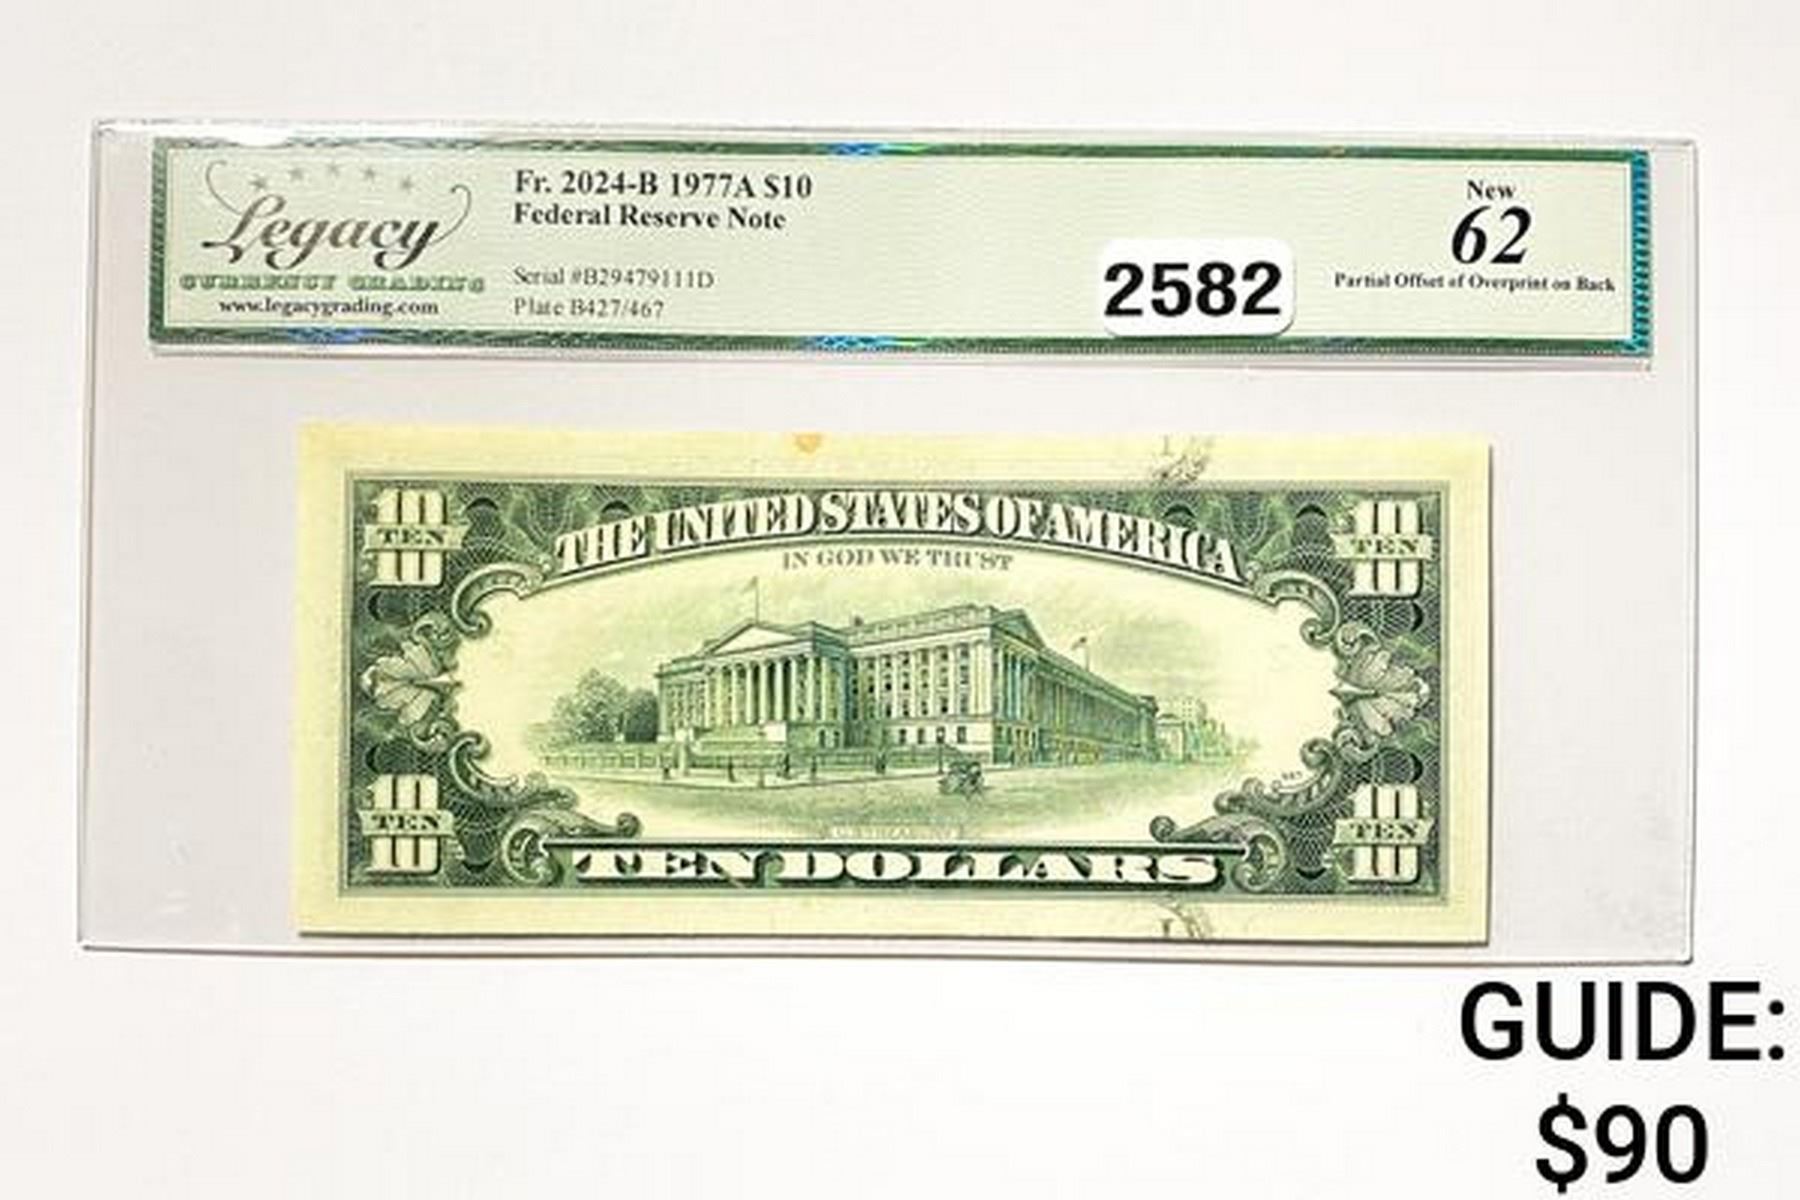 Legacy
CURRENCY GRADING
www.legacygrading.com
Fr. 2024-B 1977A $10
Federal Reserve Note
Serial #B29479111D
Plate B427/467
2582
New
62
Partial Offset of Overprint on Back
10
TEN
10
10
TEN
10
THE UNITED STATES OF AMERICA
IN GOD WE TRUST
10
TEN
10
10
TEN
10
TEN DOLLARS
GUIDE:
$90